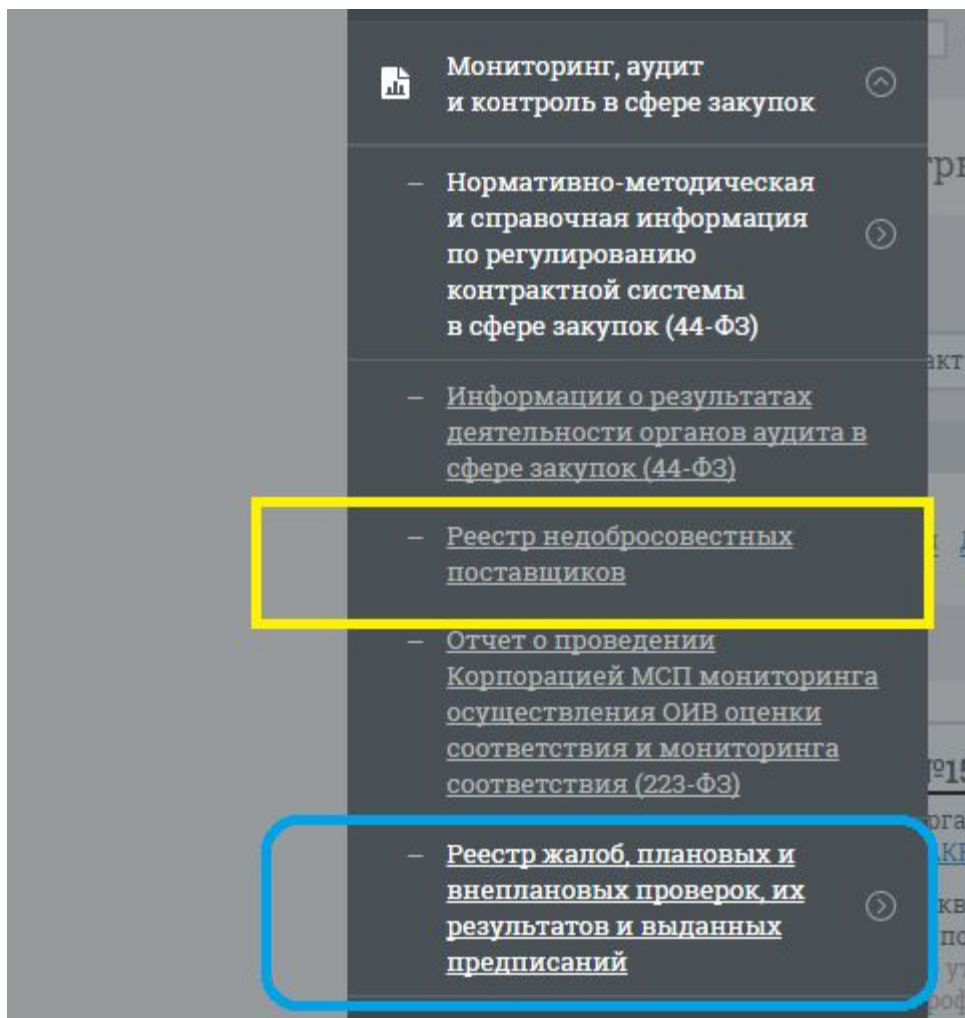 Мониторинг, аудит
и контроль в сфере закупок
– Нормативно-методическая
и справочная информация
по регулированию
контрактной системы
в сфере закупок (44-ФЗ)
– Информации о результатах
деятельности органов аудита в
сфере закупок (44-ФЗ)
– Реестр недобросовестных
поставщиков
– Отчет о проведении
Корпорацией МСП мониторинга
осуществления ОИВ оценки
соответствия и мониторинга
соответствия (223-ФЗ)
№15
– Реестр жалоб, плановых и
внеплановых проверок, их
результатов и выданных
предписаний